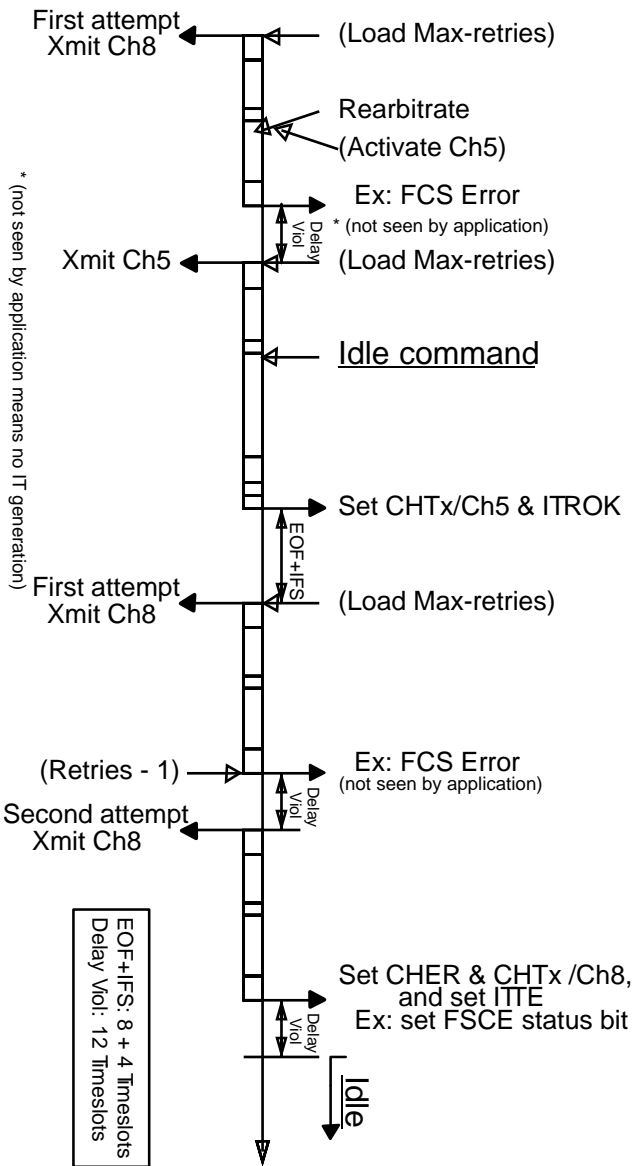 First attempt
Xmit Ch8
(Load Max-retries)
Rearbitrate
(Activate Ch5)
Ex: FCS Error
* (not seen by application)
Delay
Viol
Xmit Ch5
(Load Max-retries)
Idle command
* (not seen by application means no IT generation)
Set CHTx/Ch5 & ITROK
EOF+IFS
First attempt
Xmit Ch8
(Load Max-retries)
(Retries - 1)
Ex: FCS Error
(not seen by application)
Delay
Viol
Second attempt
Xmit Ch8
Set CHER & CHTx /Ch8,
and set ITTE
Ex: set FSCE status bit
Delay
Viol
Idle
EOF+IFS: 8 + 4 Timeslots
Delay Viol: 12 Timeslots